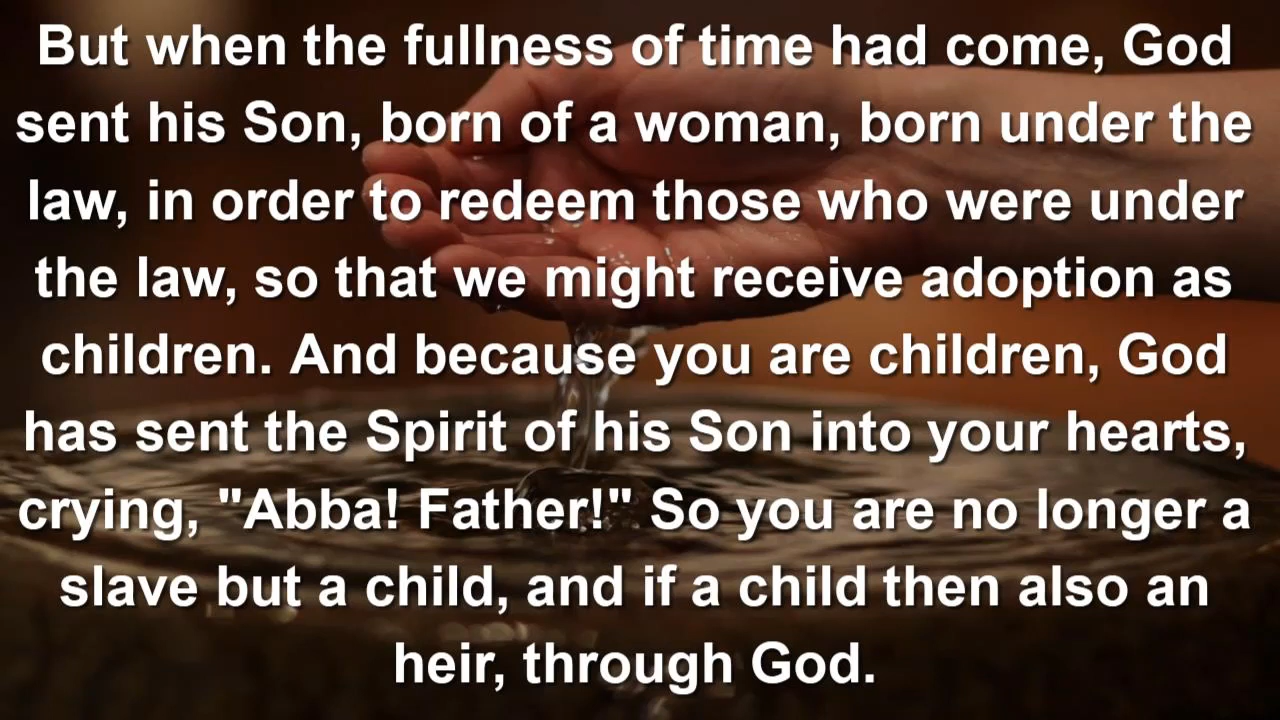 But when the fullness of time had come, God
sent his Son, born of a woman, born under the
law, in order to redeem those who were under
the law, so that we might receive adoption as
children. And because you are children, God
has sent the Spirit of his Son into your hearts,
crying, "Abba! Father!" So you are no longer a
slave but a child, and if a child then also an
heir, through God.